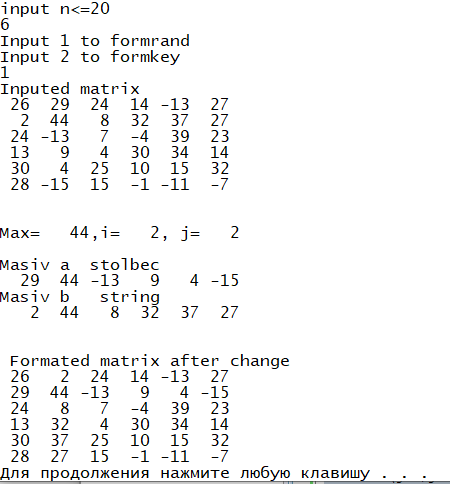 input n<=20
6
Input 1 to formrand
Input 2 to formkey
1
Inputed matrix
26 29 24 14 -13 27
2 44 8 32 37 27
24 -13 7 -4 39 23
13 9 4 30 34 14
30 4 25 10 15 32
28 -15 15 -1 -11 -7
Max= 44,i= 2, j= 2
Masiv a stolbec
29 44 -13 9 4 -15
Masiv b string
2 44 8 32 37 27
Formated matrix after change
26 2 24 14 -13 27
29 44 -13 9 4 -15
24 8 7 -4 39 23
13 32 4 30 34 14
30 37 25 10 15 32
28 27 15 -1 -11 -7
Для продолжения нажмите любую клавишу . . .